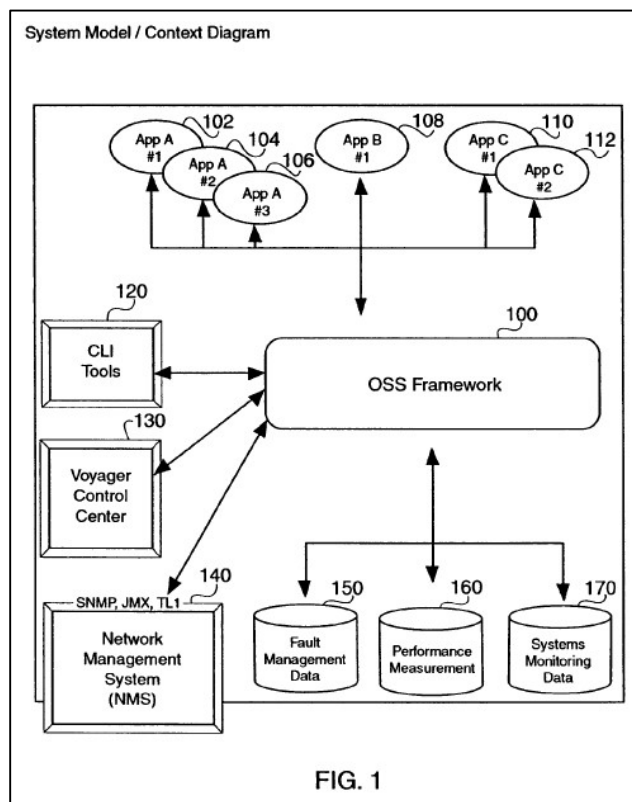 System Model / Context Diagram
102
104
106
108
110
112
App A
#1
App A
#2
App A
#3
App B
#1
App C
#1
App C
#2
120
CLI
Tools
100
OSS Framework
130
Voyager
Control
Center
140
SNMP, JMX, TL1
Network
Management
System
(NMS)
150
Fault
Management
Data
160
Performance
Measurement
170
Systems
Monitoring
Data
FIG. 1